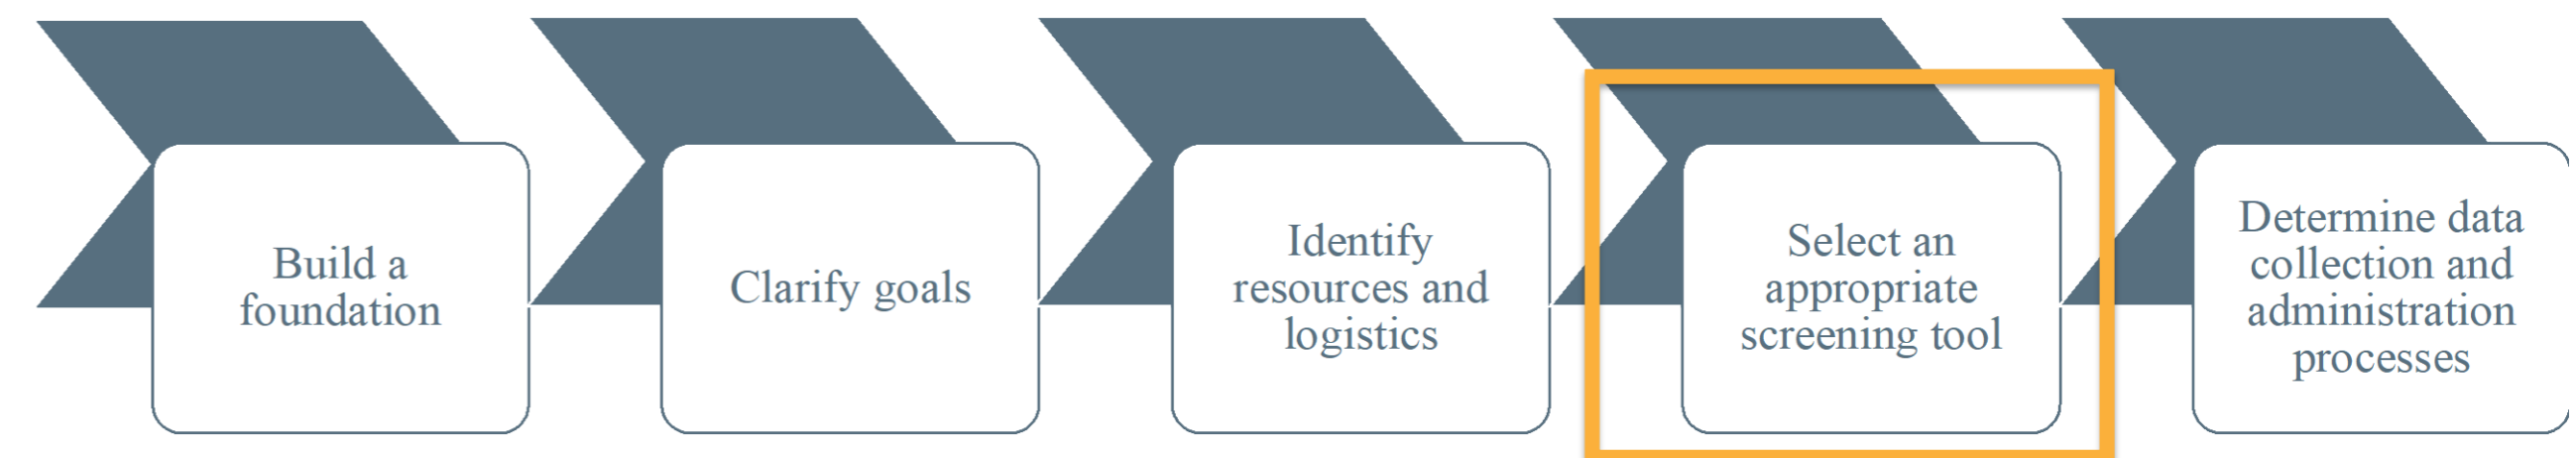 Build a
foundation
Clarify goals
Identify
resources and
logistics
Select an
appropriate
screening tool
Determine data
collection and
administration
processes